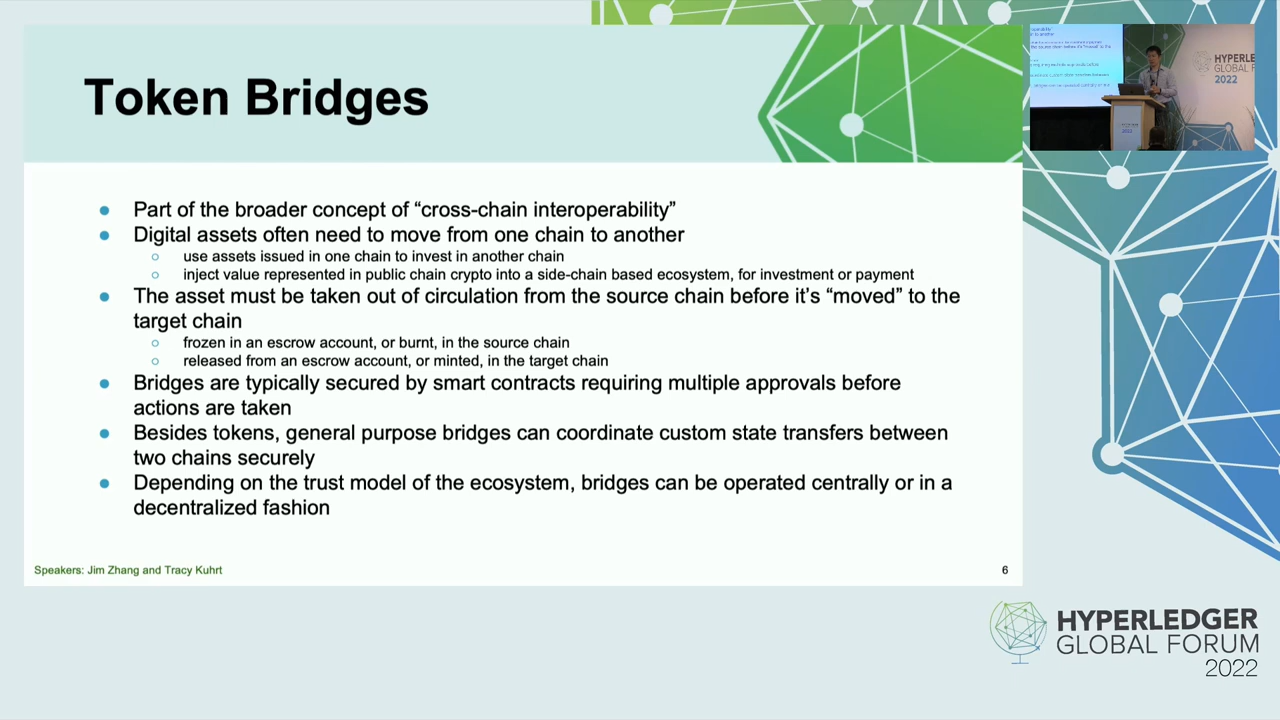 Token Bridges
● Part of the broader concept of “cross-chain interoperability”
● Digital assets often need to move from one chain to another
○ use assets issued in one chain to invest in another chain
○ inject value represented in public chain crypto into a side-chain based ecosystem, for investment or payment
● The asset must be taken out of circulation from the source chain before it’s “moved” to the
target chain
○ frozen in an escrow account, or burnt, in the source chain
○ released from an escrow account, or minted, in the target chain
● Bridges are typically secured by smart contracts requiring multiple approvals before
actions are taken
● Besides tokens, general purpose bridges can coordinate custom state transfers between
two chains securely
● Depending on the trust model of the ecosystem, bridges can be operated centrally or in a
decentralized fashion
Speakers: Jim Zhang and Tracy Kuhrt
6
HYPERLE
GLOBAL F
2022
HYPERLEDGER
GLOBAL FORUM
2022